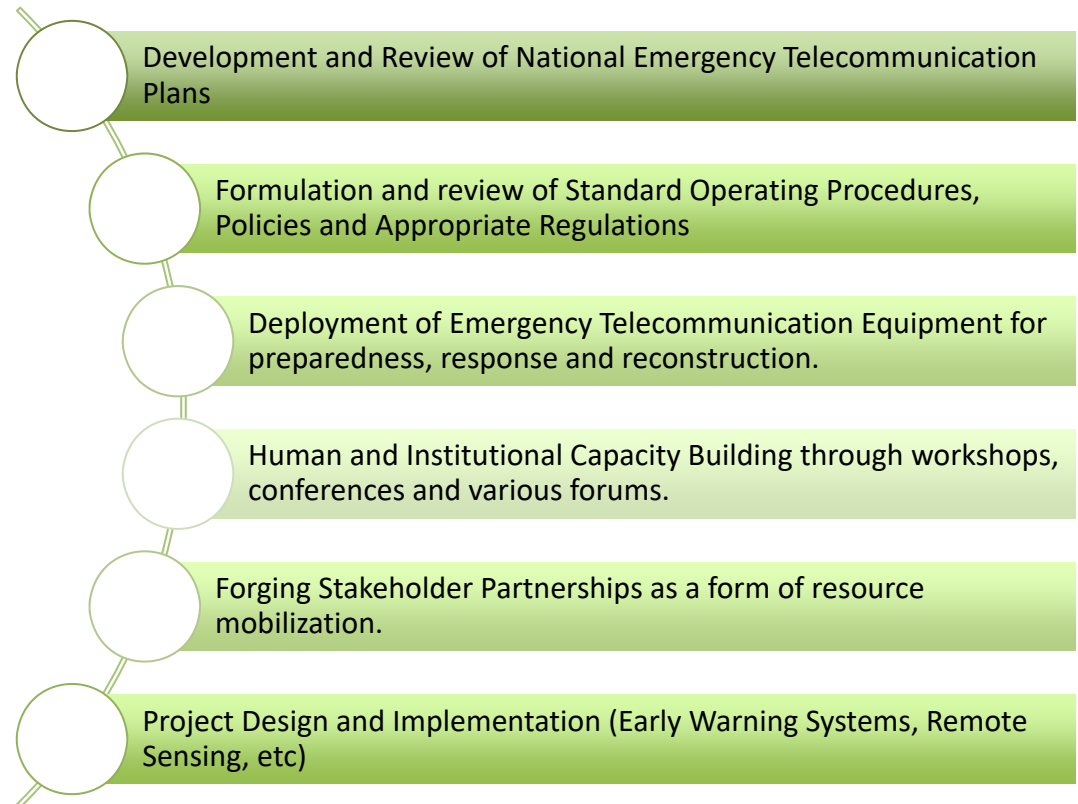 Development and Review of National Emergency Telecommunication
Plans
Formulation and review of Standard Operating Procedures,
Policies and Appropriate Regulations
Deployment of Emergency Telecommunication Equipment for
preparedness, response and reconstruction.
Human and Institutional Capacity Building through workshops,
conferences and various forums.
Forging Stakeholder Partnerships as a form of resource
mobilization.
Project Design and Implementation (Early Warning Systems, Remote
Sensing, etc)